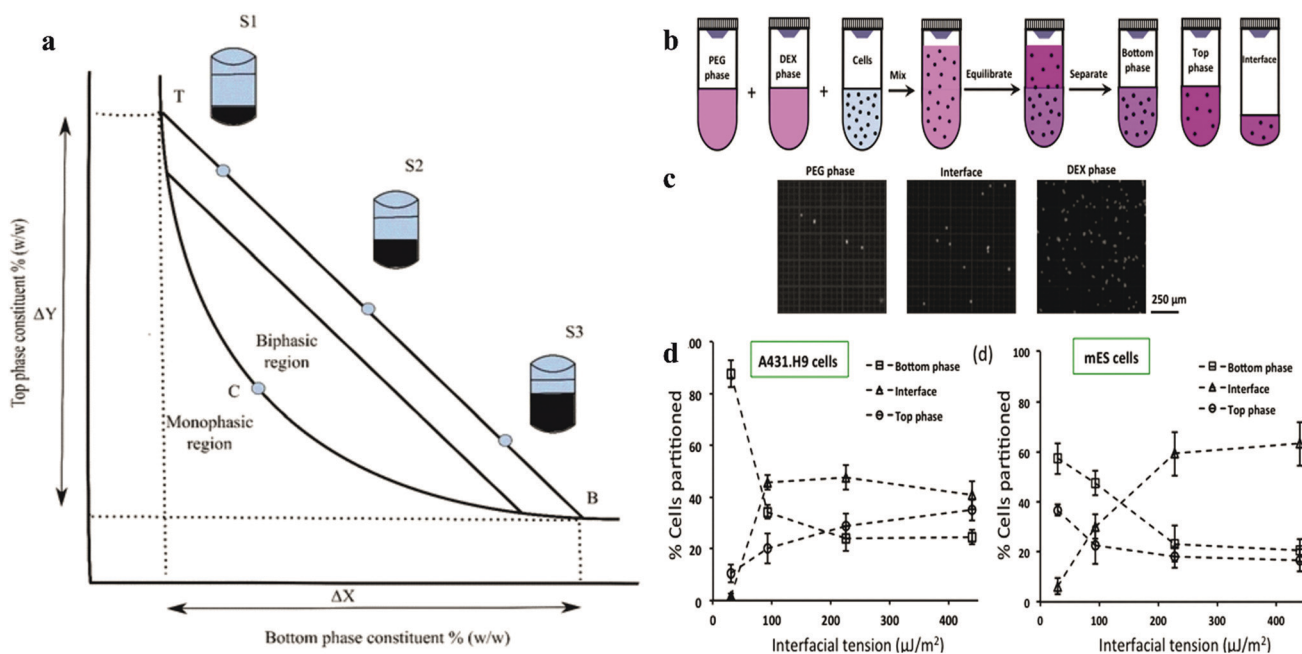 a
S1
T
S2
S3
Top phase constituent % (w/w)
ΔY
Biphasic
region
C
Monophasic
region
B
ΔX
Bottom phase constituent % (w/w)
b
PEG
phase
+
DEX
phase
+
Cells
Mix
Equilibrate
Separate
Bottom
phase
Top
phase
Interface
c
PEG phase
Interface
DEX phase
250 µm
d
A431.H9 cells
Bottom phase
Interface
Top phase
% Cells partitioned
100
80
60
40
20
0
0 100 200 300 400
Interfacial tension (µJ/m²)
(d)
mES cells
Bottom phase
Interface
Top phase
% Cells partitioned
00
80
60
40
20
0
0 100 200 300 400
Interfacial tension (µJ/m²)